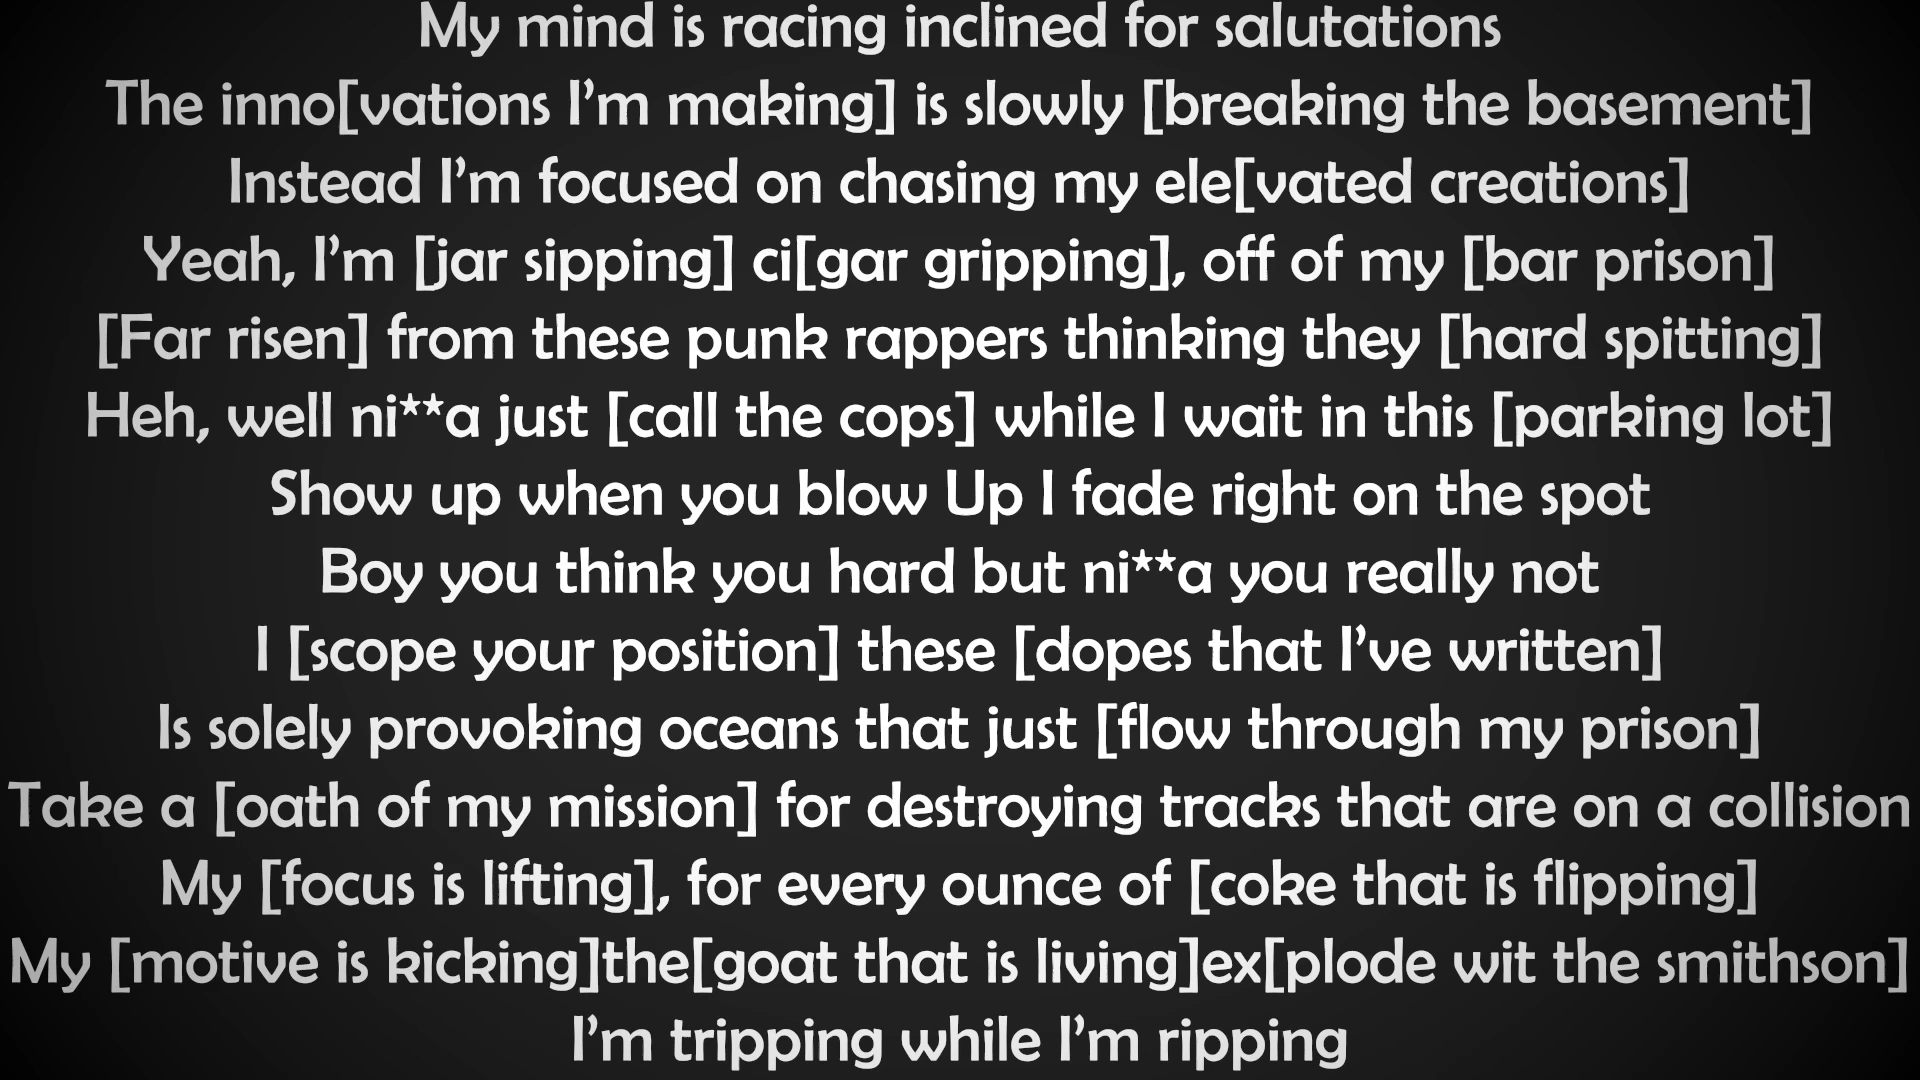 My mind is racing inclined for salutations
The inno[vations I’m making] is slowly [breaking the basement]
Instead I’m focused on chasing my ele[vated creations]
Yeah, I’m [jar sipping] ci[gar gripping], off of my [bar prison]
[Far risen] from these punk rappers thinking they [hard spitting]
Heh, well ni**a just [call the cops] while I wait in this [parking lot]
Show up when you blow Up I fade right on the spot
Boy you think you hard but ni**a you really not
I [scope your position] these [dopes that I’ve written]
Is solely provoking oceans that just [flow through my prison]
Take a [oath of my mission] for destroying tracks that are on a collision
My [focus is lifting], for every ounce of [coke that is flipping]
My [motive is kicking]the[goat that is living]ex[plode wit the smithson]
I’m tripping while I’m ripping